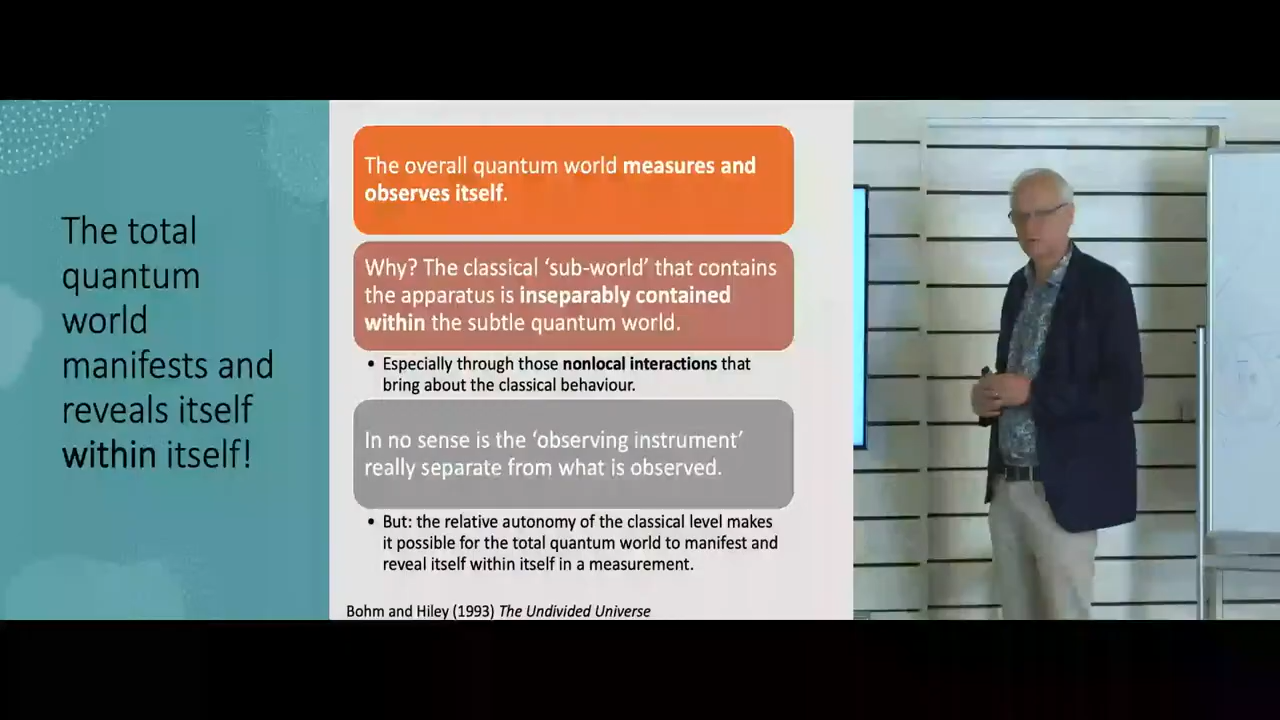 The total
quantum
world
manifests and
reveals itself
within itself!
The overall quantum world measures and
observes itself.
Why? The classical ‘sub-world’ that contains
the apparatus is inseparably contained
within the subtle quantum world.
• Especially through those nonlocal interactions that
bring about the classical behaviour.
In no sense is the ‘observing instrument’
really separate from what is observed.
• But: the relative autonomy of the classical level makes
it possible for the total quantum world to manifest and
reveal itself within itself in a measurement.
Bohm and Hiley (1993) The Undivided Universe